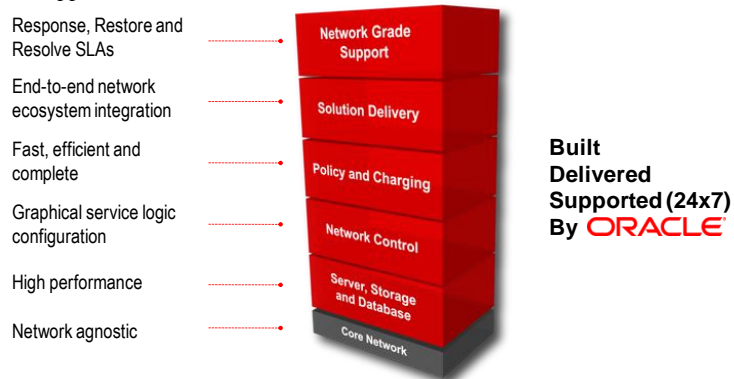 Response, Restore and
Resolve SLAs
Network Grade
Support
End-to-end network
ecosystem integration
Solution Delivery
Fast, efficient and
complete
Policy and Charging
Graphical service logic
configuration
Network Control
High performance
Server, Storage
and Database
Network agnostic
Core Network
Built
Delivered
Supported (24x7)
By ORACLE